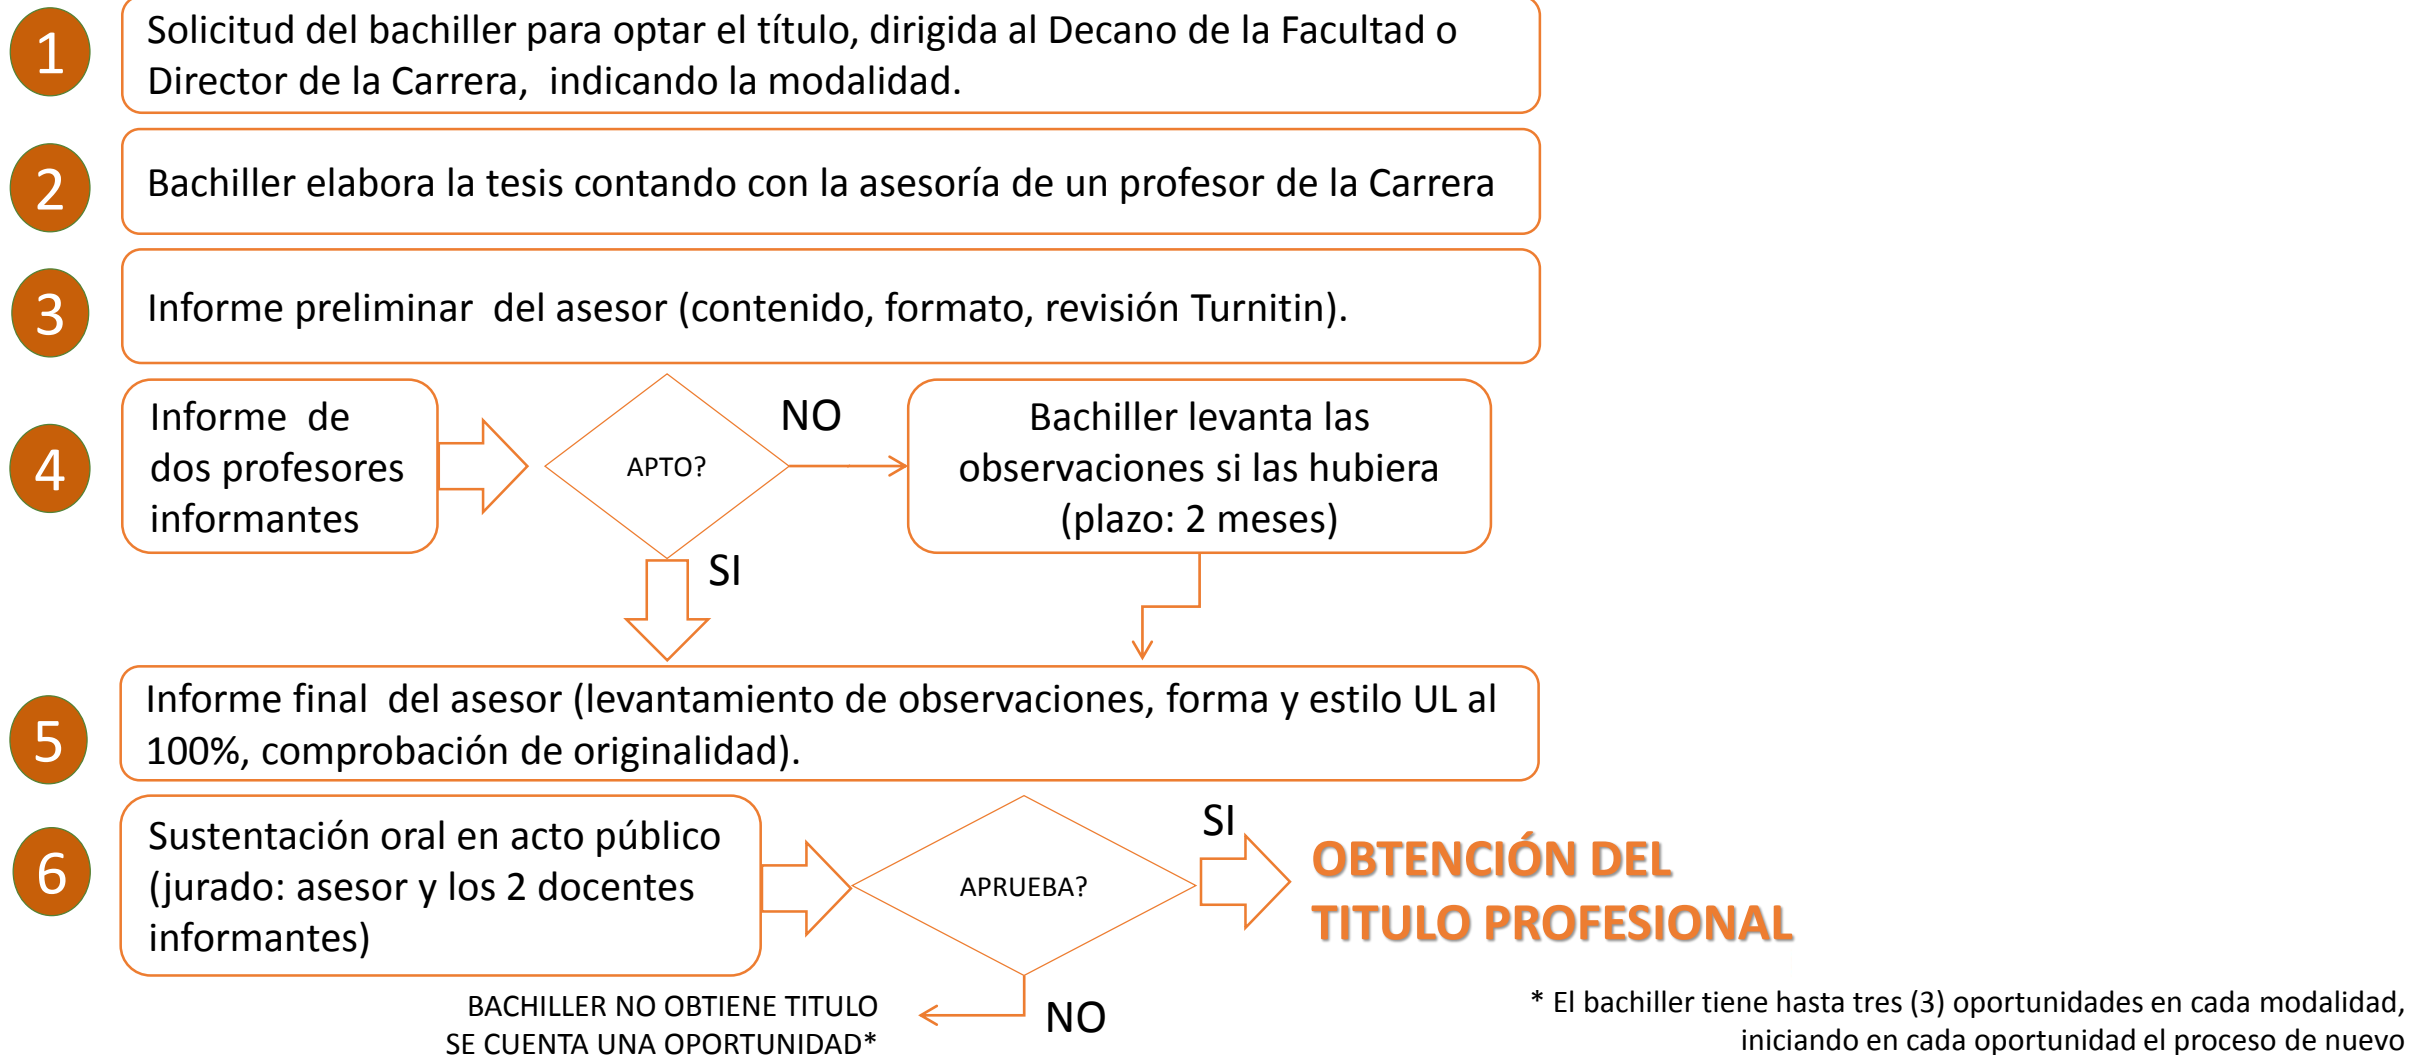 1
Solicitud del bachiller para optar el título, dirigida al Decano de la Facultad o
Director de la Carrera, indicando la modalidad.
2
Bachiller elabora la tesis contando con la asesoría de un profesor de la Carrera
3
Informe preliminar del asesor (contenido, formato, revisión Turnitin).
4
Informe de
dos profesores
informantes
APTO?
NO
Bachiller levanta las
observaciones si las hubiera
(plazo: 2 meses)
SI
5
Informe final del asesor (levantamiento de observaciones, forma y estilo UL al
100%, comprobación de originalidad).
6
Sustentación oral en acto público
(jurado: asesor y los 2 docentes
informantes)
APRUEBA?
SI
OBTENCIÓN DEL
TITULO PROFESIONAL
NO
BACHILLER NO OBTIENE TITULO
SE CUENTA UNA OPORTUNIDAD*
* El bachiller tiene hasta tres (3) oportunidades en cada modalidad,
iniciando en cada oportunidad el proceso de nuevo